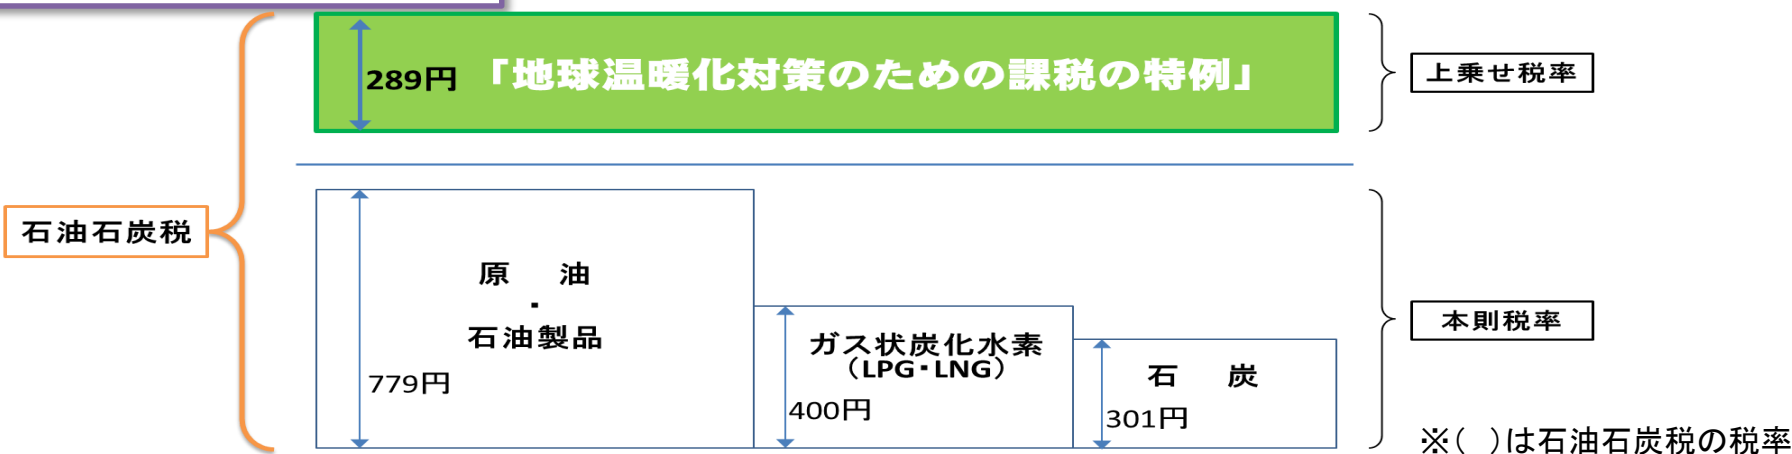 289円 「地球温暖化対策のための課税の特例」
上乗せ税率
石油石炭税
原 油
・
石油製品
779円
ガス状炭化水素
（LPG・LNG）
400円
石 炭
301円
本則税率
※( )は石油石炭税の税率